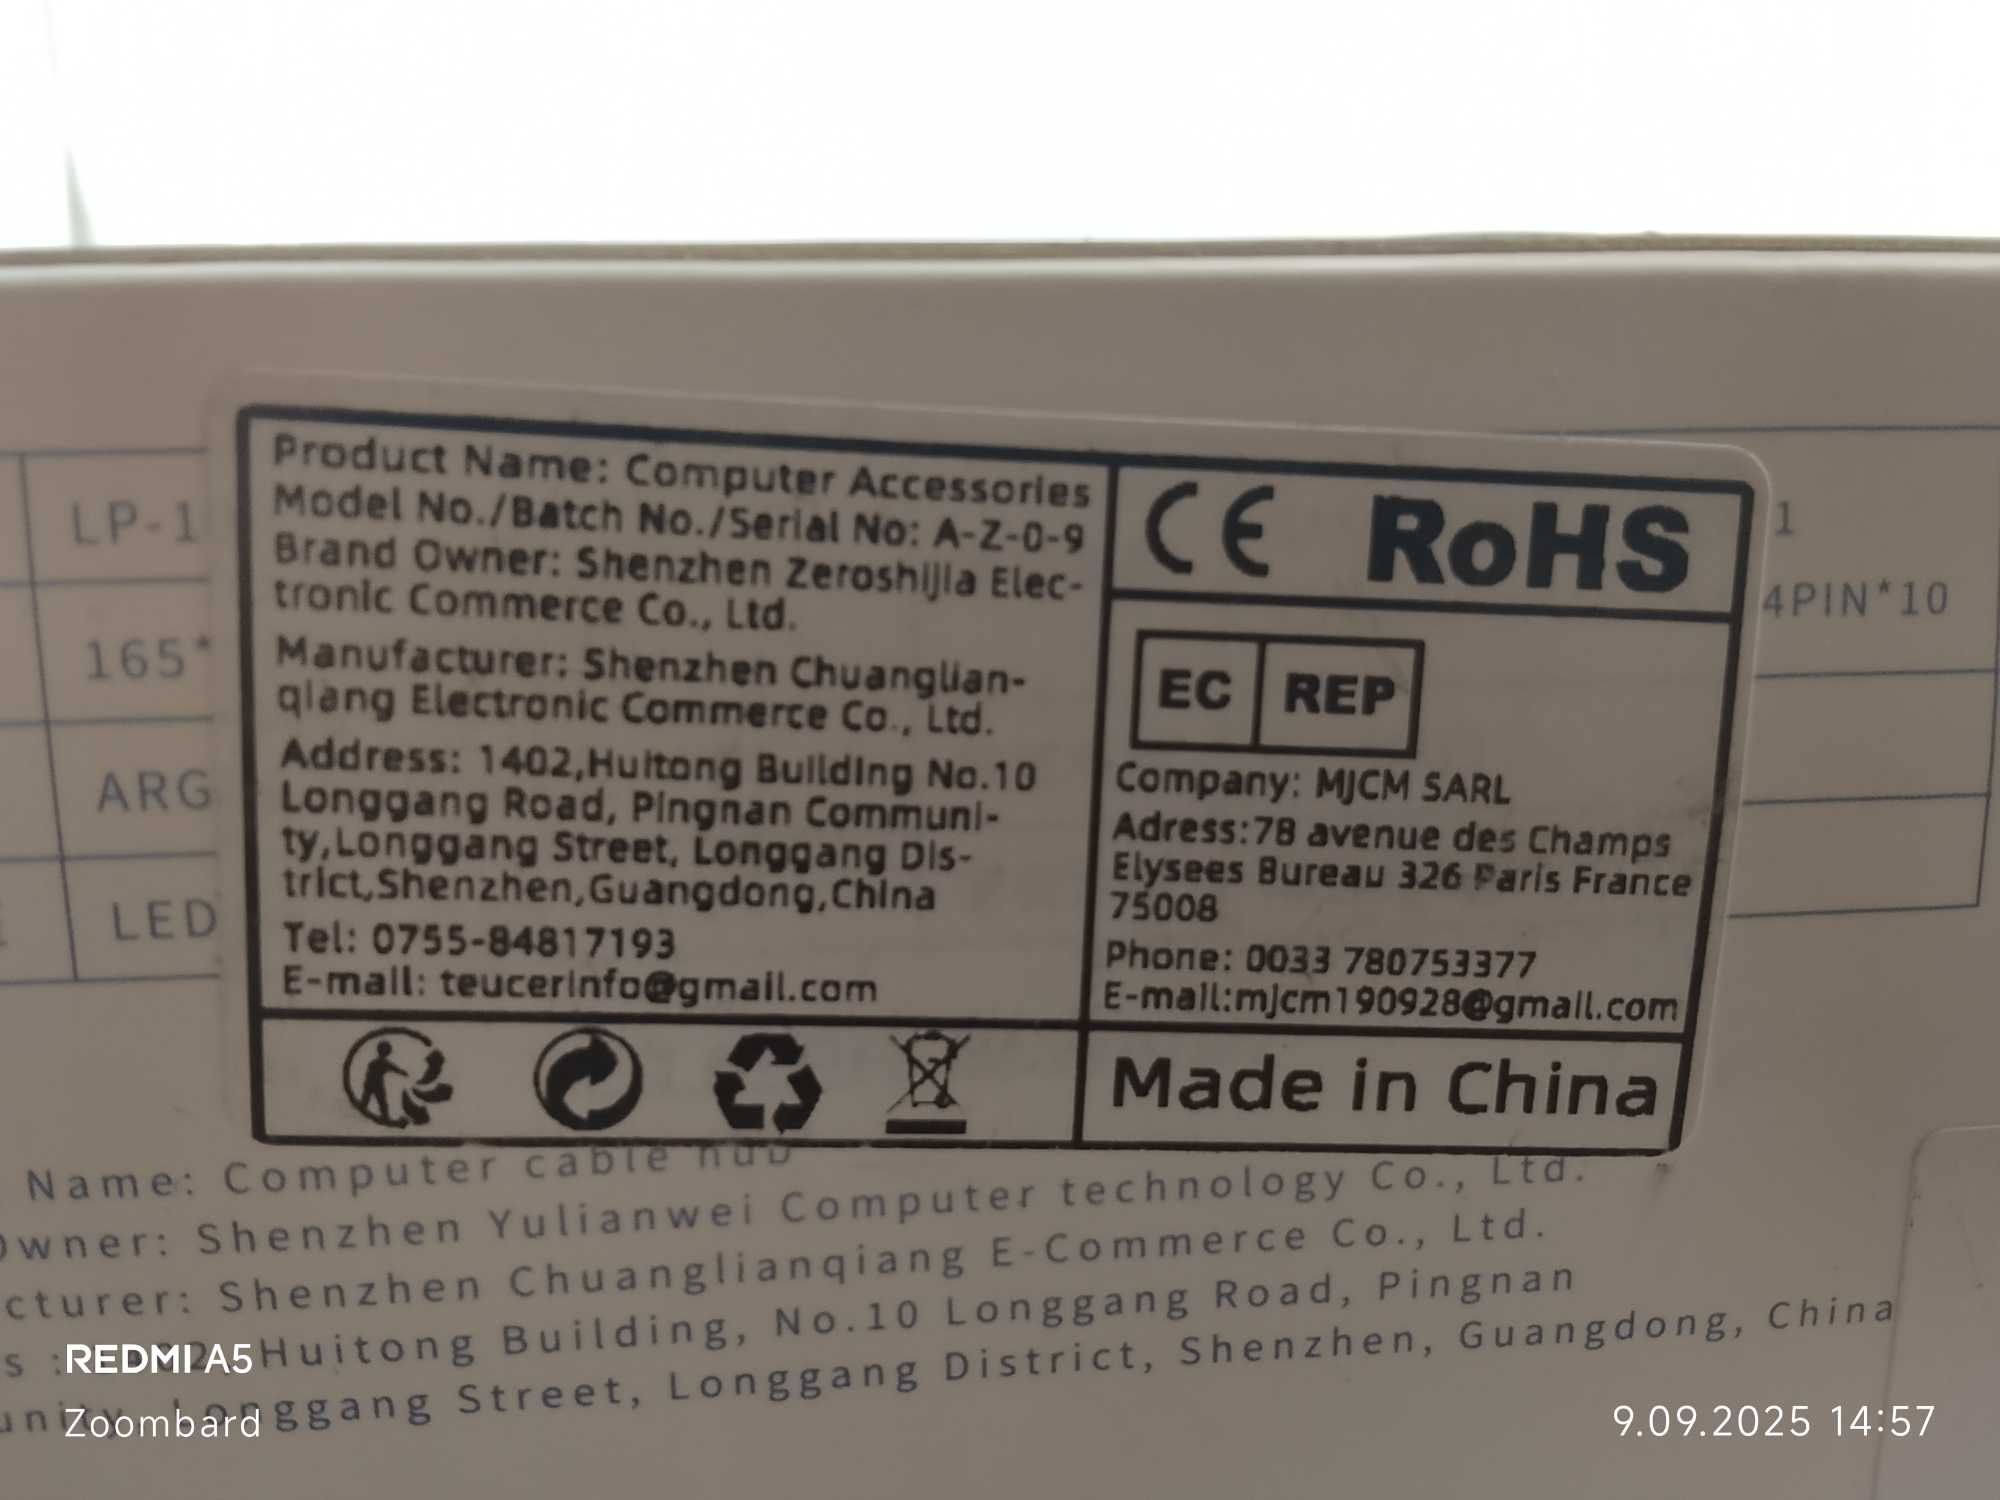 Product Name: Computer Accessories
Model No./Batch No./Serial No: A-Z-0-9
Brand Owner: Shenzhen Zeroshijia Elec-
tronic Commerce Co., Ltd.
Manufacturer: Shenzhen Chuanglian-
qiang Electronic Commerce Co., Ltd.
Address: 1402,Huitong Building No.10
Longgang Road, Pingnan Communi-
ty,Longgang Street, Longgang Dis-
trict,Shenzhen,Guangdong,China
Tel: 0755-84817193
E-mail: teucerinfo@gmail.com
CE RoHS
EC REP
Company: MJCM SARL
Adress:78 avenue des Champs
Elysees Bureau 326 Paris France
75008
Phone: 0033 780753377
E-mail:mjcm190928@gmail.com
Made in China
LP-1
1
4PIN*10
165*
ARG
LED
Name: Computer cable hub
Owner: Shenzhen Yulianwei Computer technology Co., Ltd.
cturer: Shenzhen Chuanglianqiang E-Commerce Co., Ltd.
s : Huitong Building, No.10 Longgang Road, Pingnan
unity, Longgang Street, Longgang District, Shenzhen, Guangdong, China
REDMI A5
Zoombard
9.09.2025 14:57